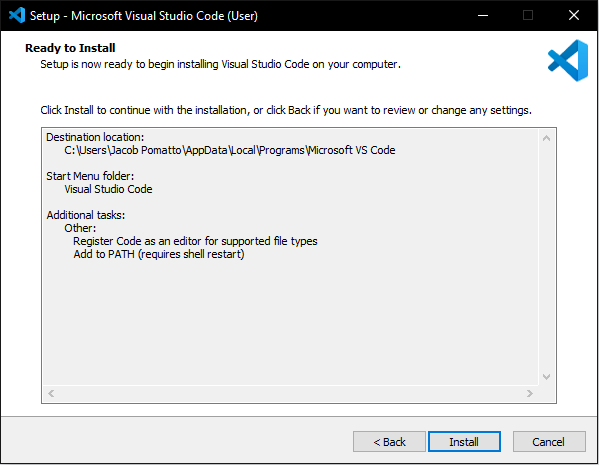 Setup - Microsoft Visual Studio Code (User)
Ready to Install
Setup is now ready to begin installing Visual Studio Code on your computer.
Click Install to continue with the installation, or click Back if you want to review or change any settings.
Destination location:
C:\Users\Jacob Pomatto\AppData\Local\Programs\Microsoft VS Code
Start Menu folder:
Visual Studio Code
Additional tasks:
Other:
Register Code as an editor for supported file types
Add to PATH (requires shell restart)
< Back
Install
Cancel